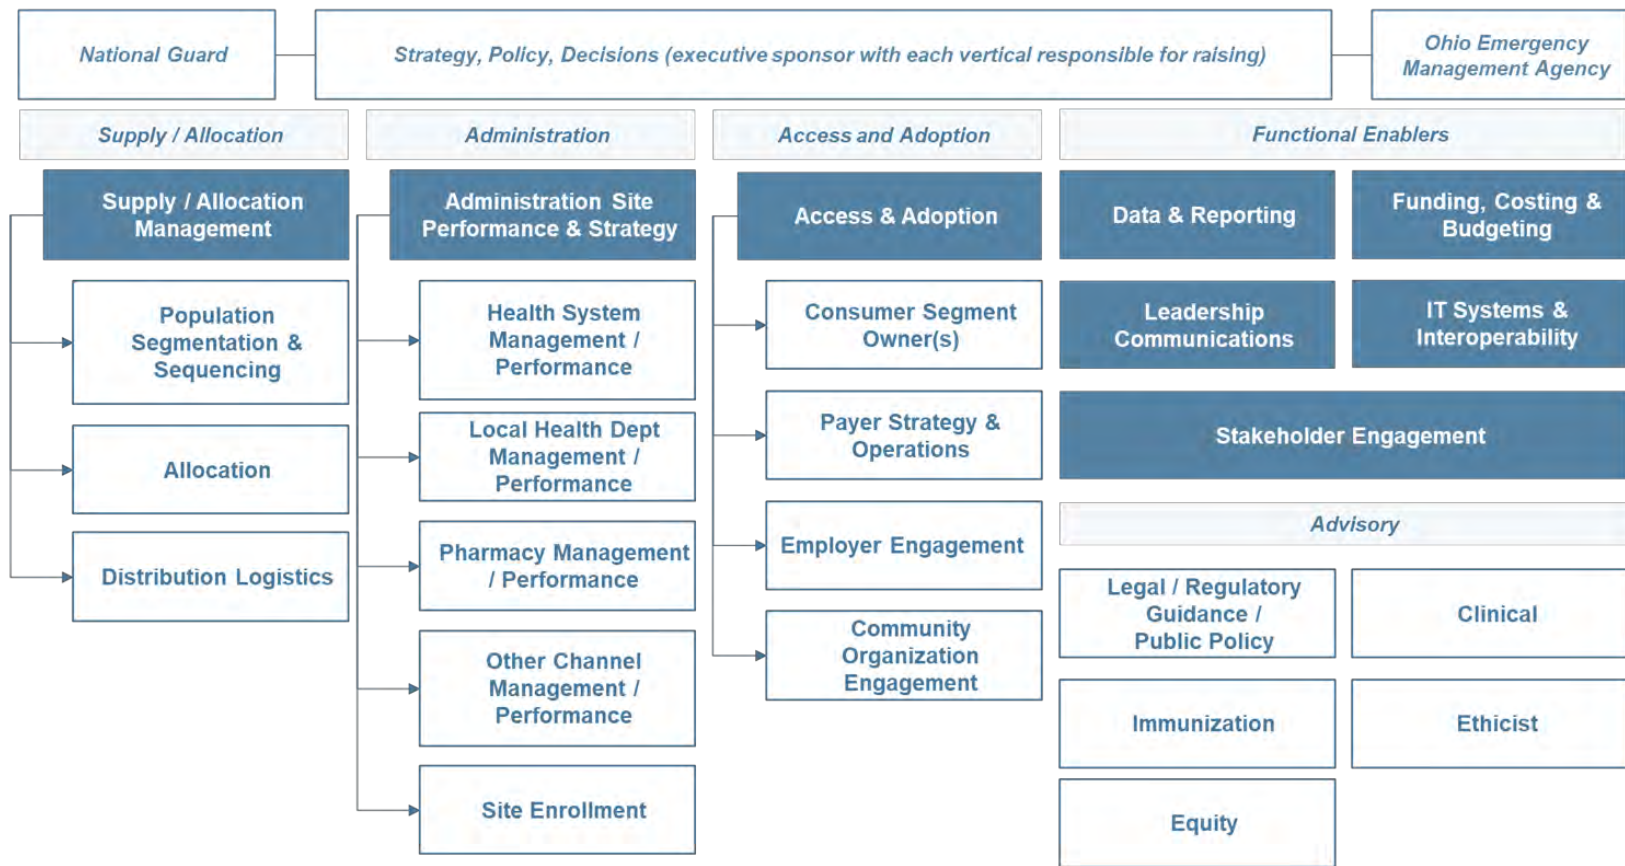 National Guard
Strategy, Policy, Decisions (executive sponsor with each vertical responsible for raising)
Ohio Emergency
Management Agency
Supply / Allocation
Administration
Access and Adoption
Functional Enablers
Supply / Allocation
Management
Population
Segmentation &
Sequencing
Allocation
Distribution Logistics
Administration Site
Performance & Strategy
Health System
Management /
Performance
Local Health Dept
Management /
Performance
Pharmacy Management
/ Performance
Other Channel
Management /
Performance
Site Enrollment
Access & Adoption
Consumer Segment
Owner(s)
Payer Strategy &
Operations
Employer Engagement
Community
Organization
Engagement
Data & Reporting
Funding, Costing &
Budgeting
Leadership
Communications
IT Systems &
Interoperability
Stakeholder Engagement
Advisory
Legal / Regulatory
Guidance /
Public Policy
Clinical
Immunization
Ethicist
Equity